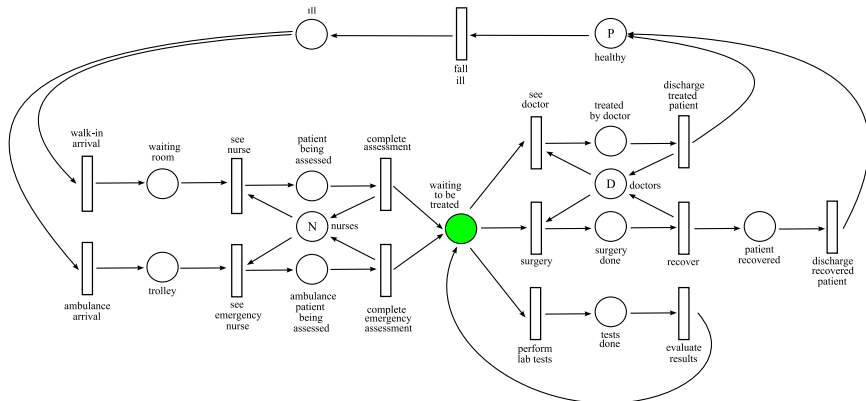 ill
P
healthy
fall
ill
see
doctor
treated
by doctor
discharge
treated
patient
walk-in
arrival
waiting
room
see
nurse
patient
being
assessed
complete
assessment
waiting
to be
treated
D
doctors
N
nurses
ambulance
arrival
trolley
see
emergency
nurse
ambulance
patient
being
assessed
complete
emergency
assessment
surgery
surgery
done
recover
patient
recovered
discharge
recovered
patient
perform
lab tests
tests
done
evaluate
results